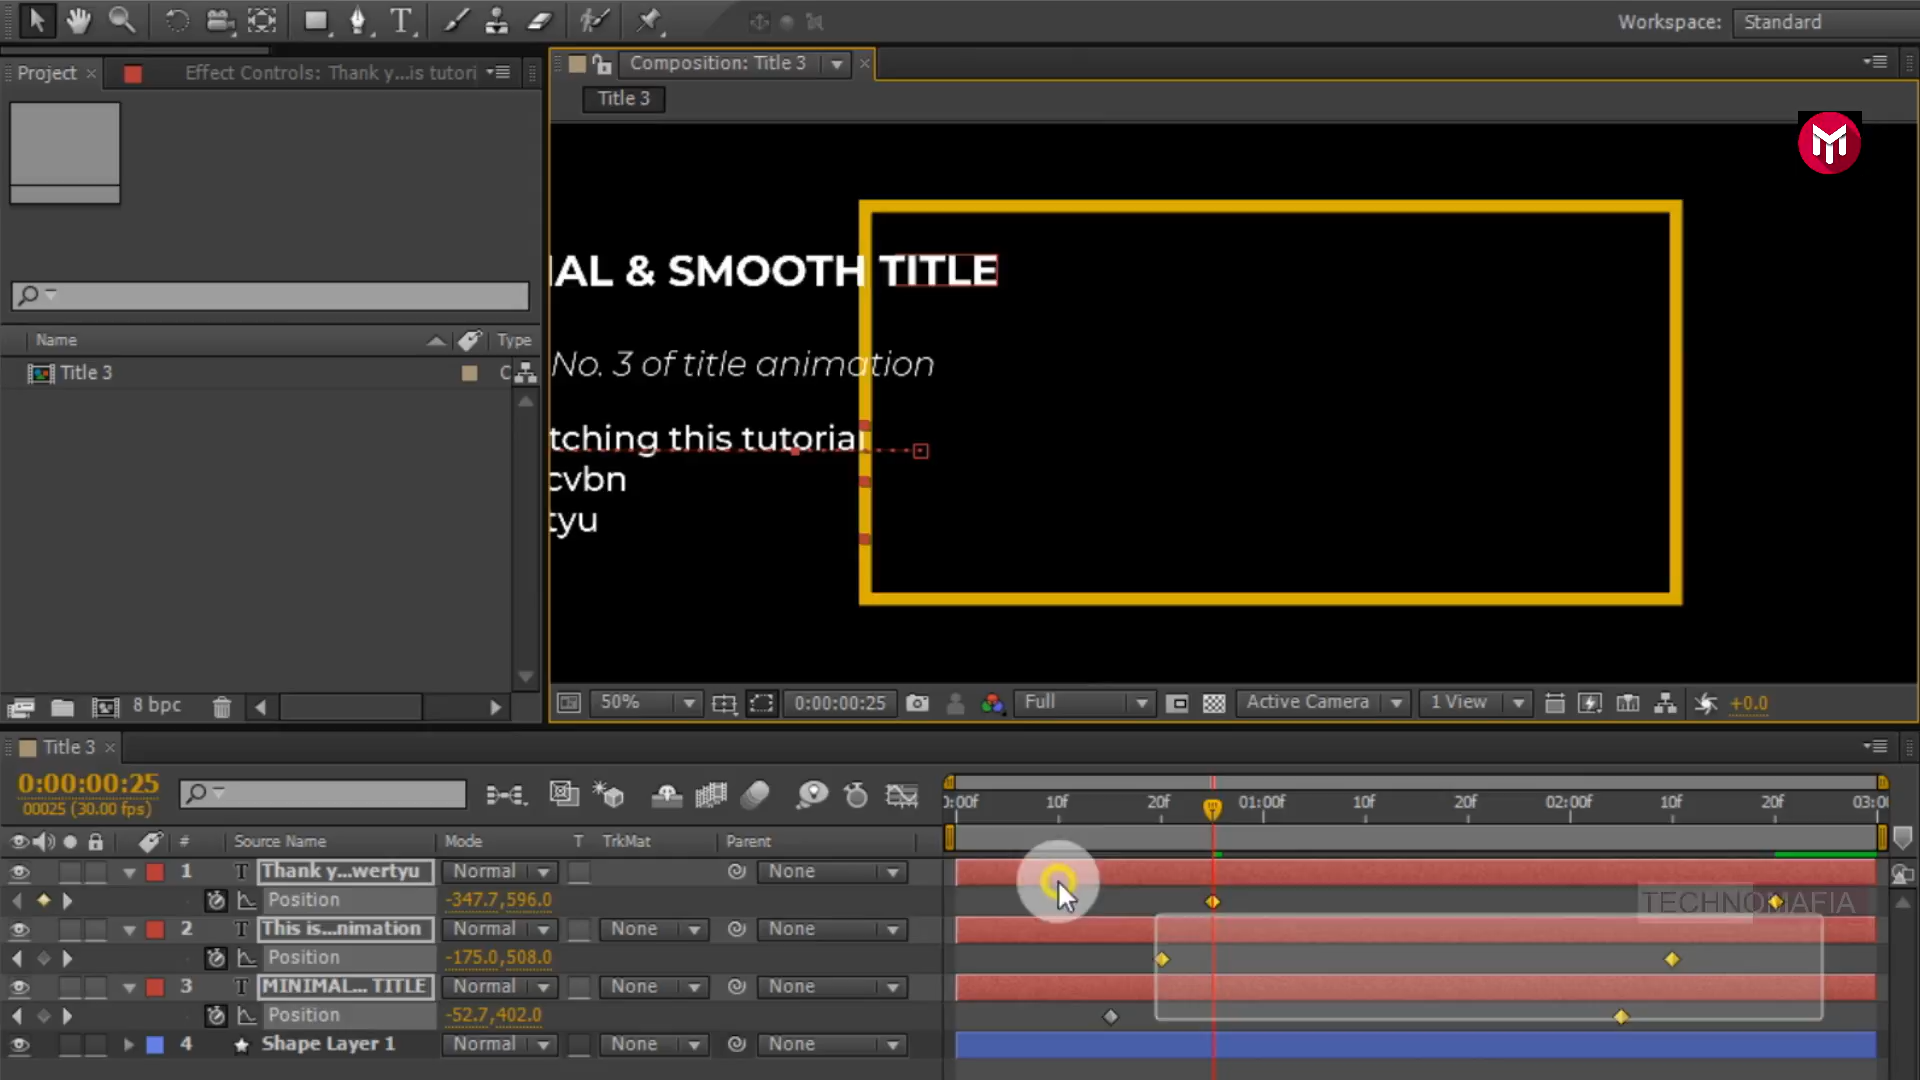 Workspace: Standard
Project
Effect Controls: Thank y...is tutori
Composition: Title 3
Title 3
IAL & SMOOTH TITLE
No. 3 of title animation
tching this tutorial
cvbn
tyu
Name
Type
Title 3
C
8 bpc
50%
0:00:00:25
Full
Active Camera
1 View
+0.0
Title 3
0:00:00:25
00025 (30.00 fps)
0:00f 10f 20f 01:00f 10f 20f 02:00f 10f 20f 03:00
# Source Name Mode T TrkMat Parent
1 T Thank y...wertyu Normal None
Position -347.7,596.0
TECHNOMAFIA
2 T This is...nimation Normal None None
Position -175.0,508.0
3 T MINIMAL... TITLE Normal None None
Position -52.7,402.0
4 Shape Layer 1 Normal None None